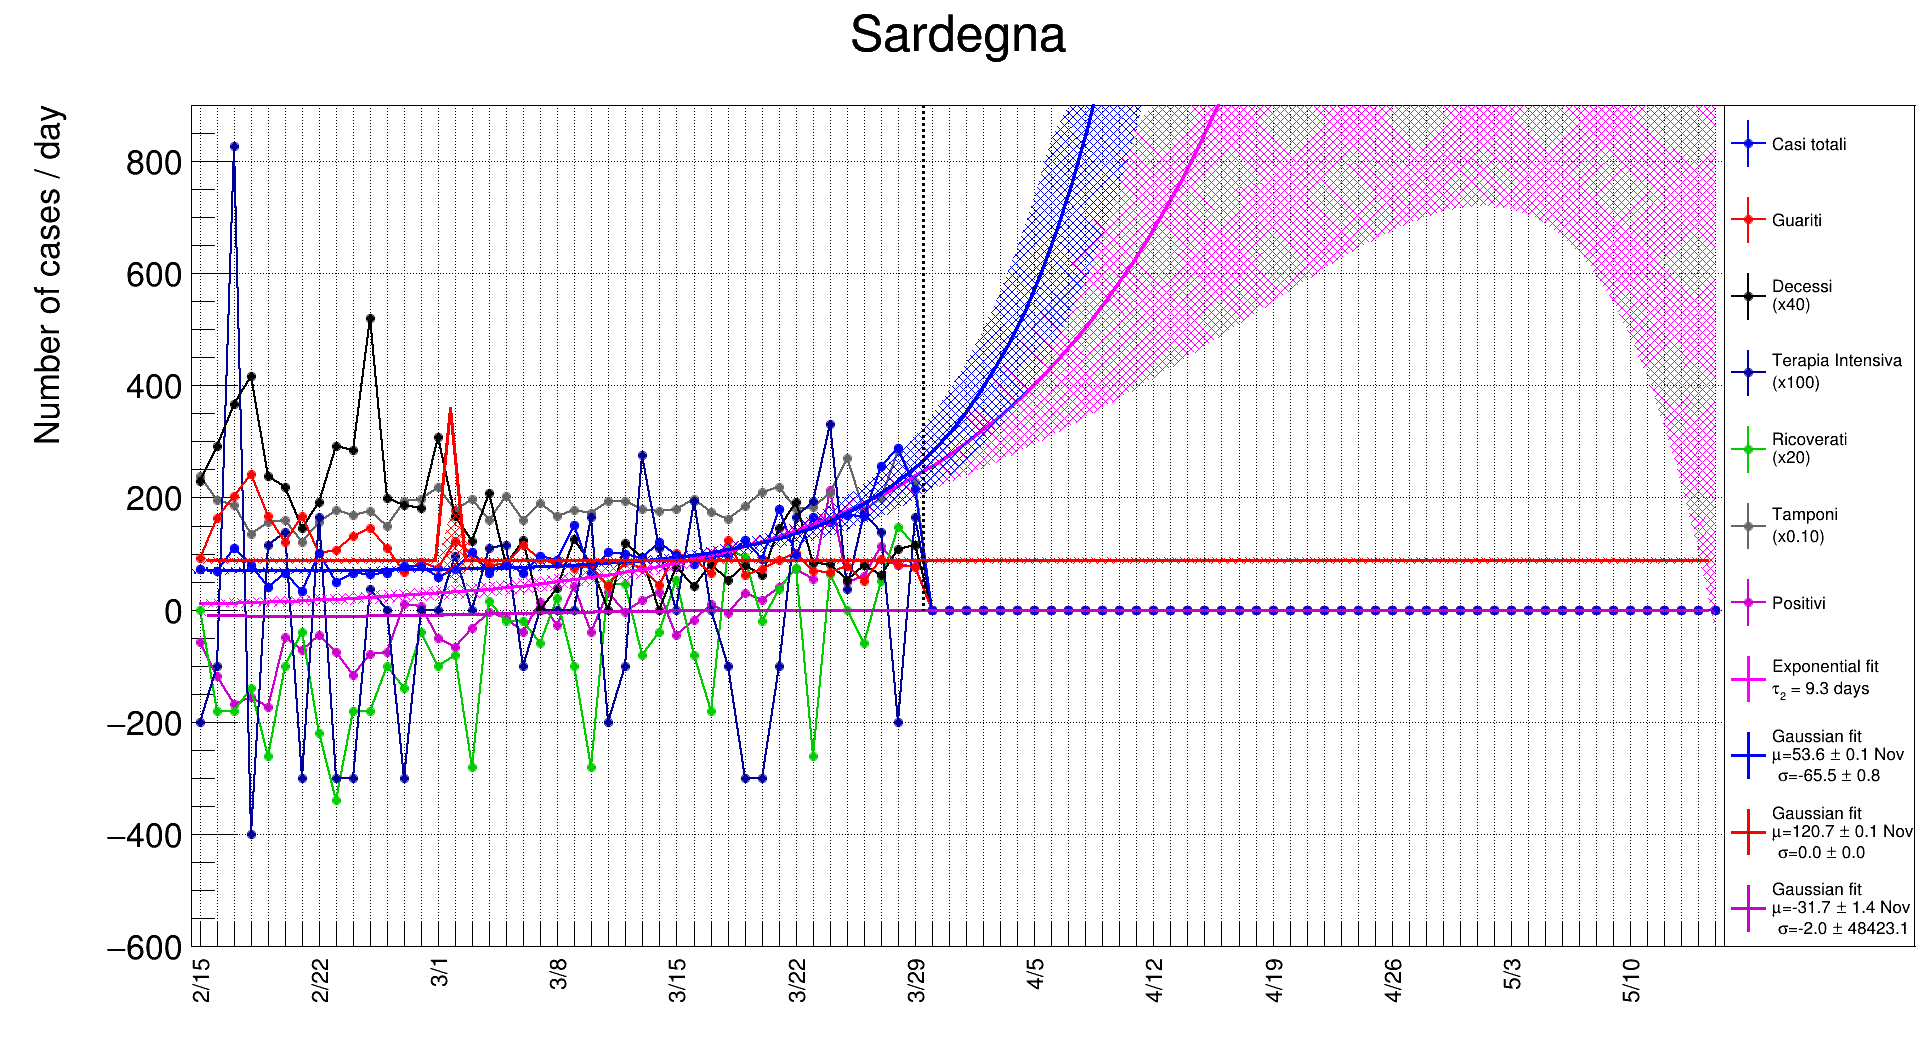 Sardegna
Number of cases / day
800
600
400
200
0
−200
−400
−600
2/15
2/22
3/1
3/8
3/15
3/22
3/29
4/5
4/12
4/19
4/26
5/3
5/10
Casi totali
Guariti
Decessi
(x40)
Terapia Intensiva
(x100)
Ricoverati
(x20)
Tamponi
(x0.10)
Positivi
Exponential fit
τ2 = 9.3 days
Gaussian fit
μ=53.6 ± 0.1 Nov
σ=-65.5 ± 0.8
Gaussian fit
μ=120.7 ± 0.1 Nov
σ=0.0 ± 0.0
Gaussian fit
μ=-31.7 ± 1.4 Nov
σ=-2.0 ± 48423.1